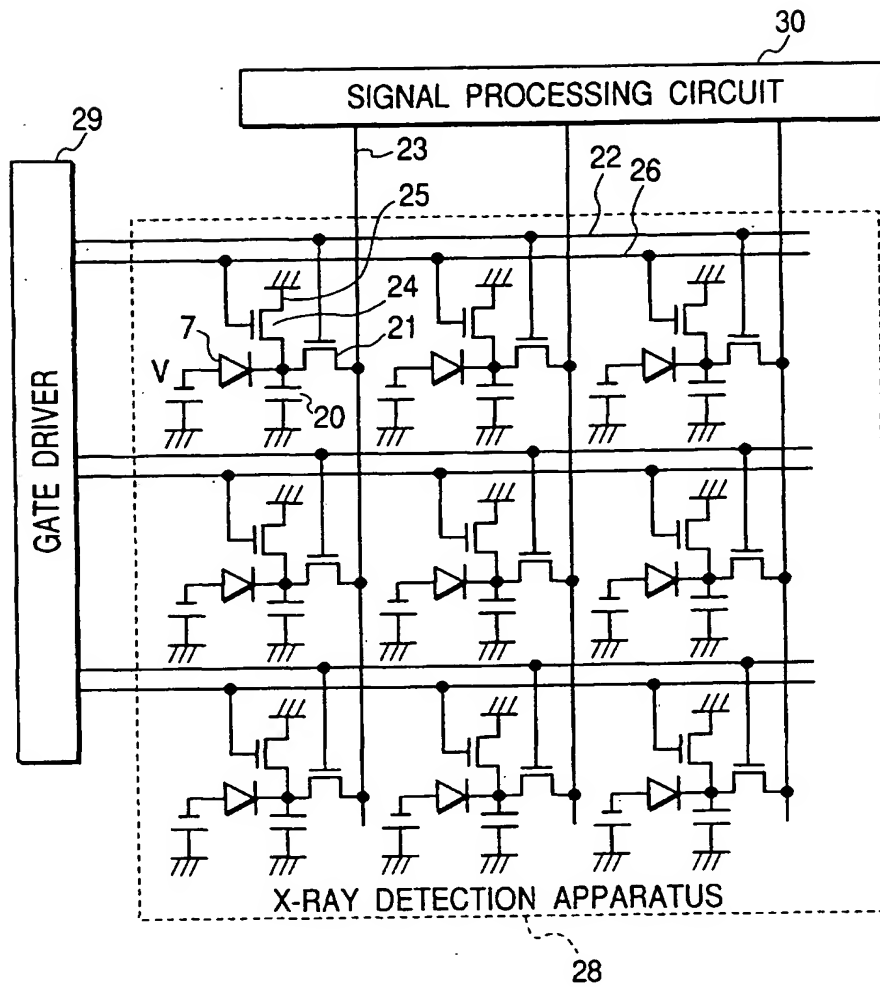 30
SIGNAL PROCESSING CIRCUIT
29
23
22
26
25
24
7
21
V
20
GATE DRIVER
X-RAY DETECTION APPARATUS
28